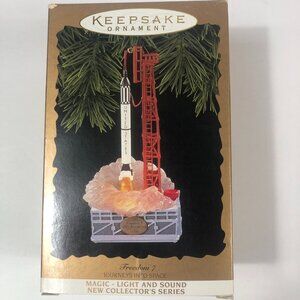 KEEPSAKE
ORNAMENT
Freedom 7
JOURNEYS INTO SPACE
MAGIC - LIGHT AND SOUND
NEW COLLECTOR'S SERIES